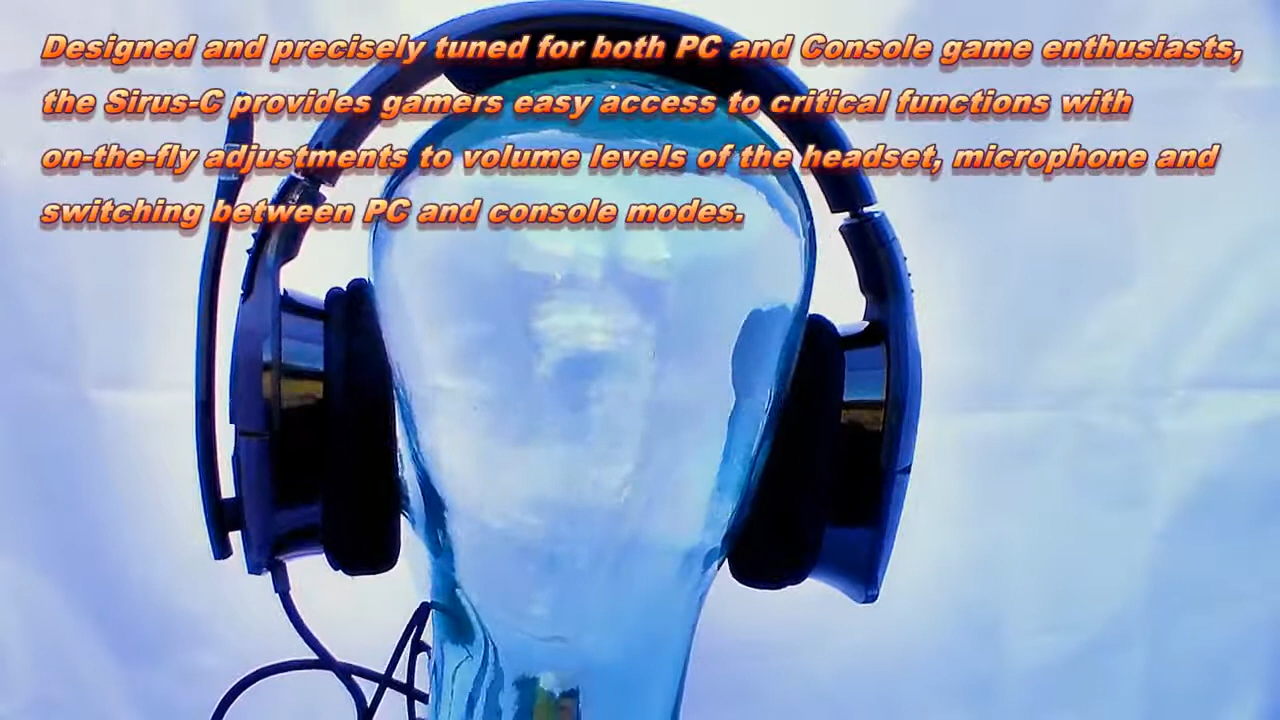 Designed and precisely tuned for both PC and Console game enthusiasts,
the Sirus-C provides gamers easy access to critical functions with
on-the-fly adjustments to volume levels of the headset, microphone and
switching between PC and console modes.